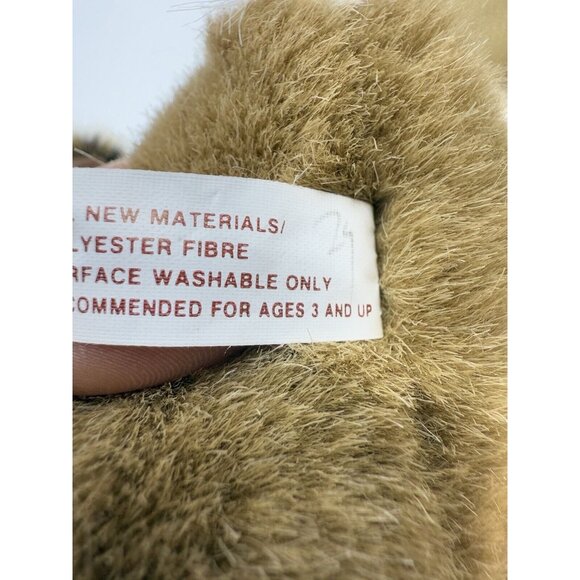 . NEW MATERIALS/
LYESTER FIBRE
RFACE WASHABLE ONLY
COMMENDED FOR AGES 3 AND UP